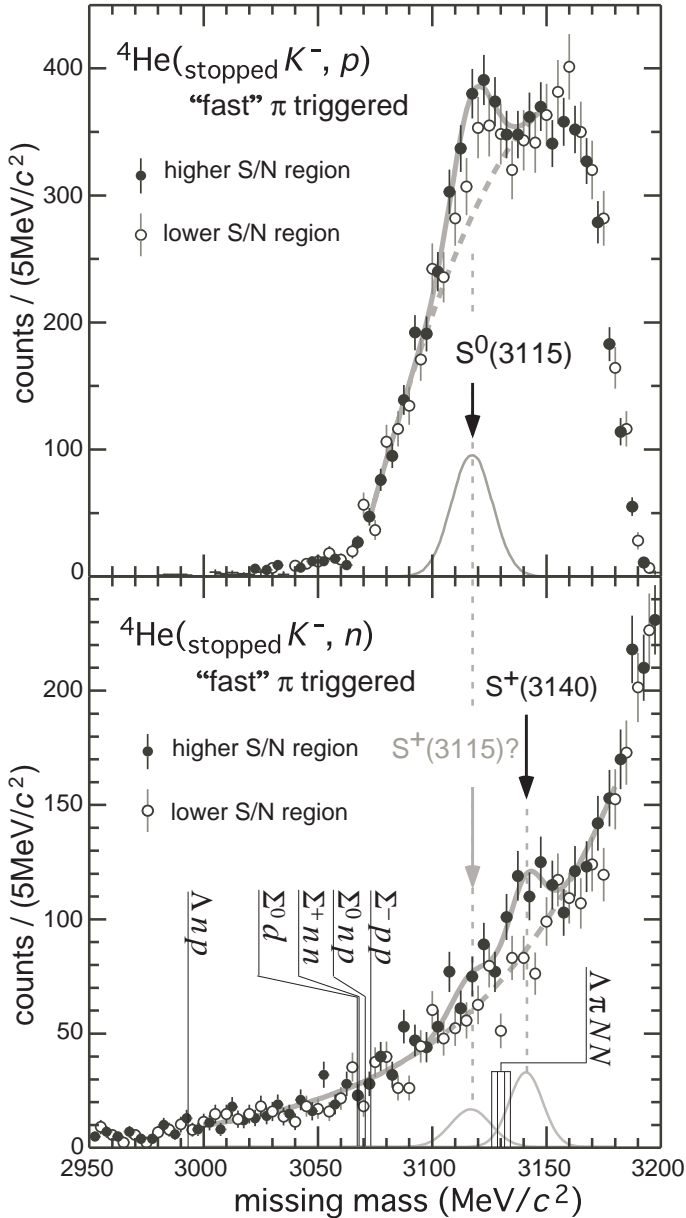 ⁴He(stopped K⁻, p)
“fast” π triggered
higher S/N region
lower S/N region
S⁰(3115)
counts / (5MeV/c²)
400
300
200
100
0
⁴He(stopped K⁻, n)
“fast” π triggered
higher S/N region
lower S/N region
S⁺(3140)
S⁺(3115)?
Λnp
Σ⁰d
Σ⁺nn
Σ⁰np
Σ⁻pp
ΛπNN
counts / (5MeV/c²)
200
150
100
50
0
2950 3000 3050 3100 3150 3200
missing mass (MeV/c²)